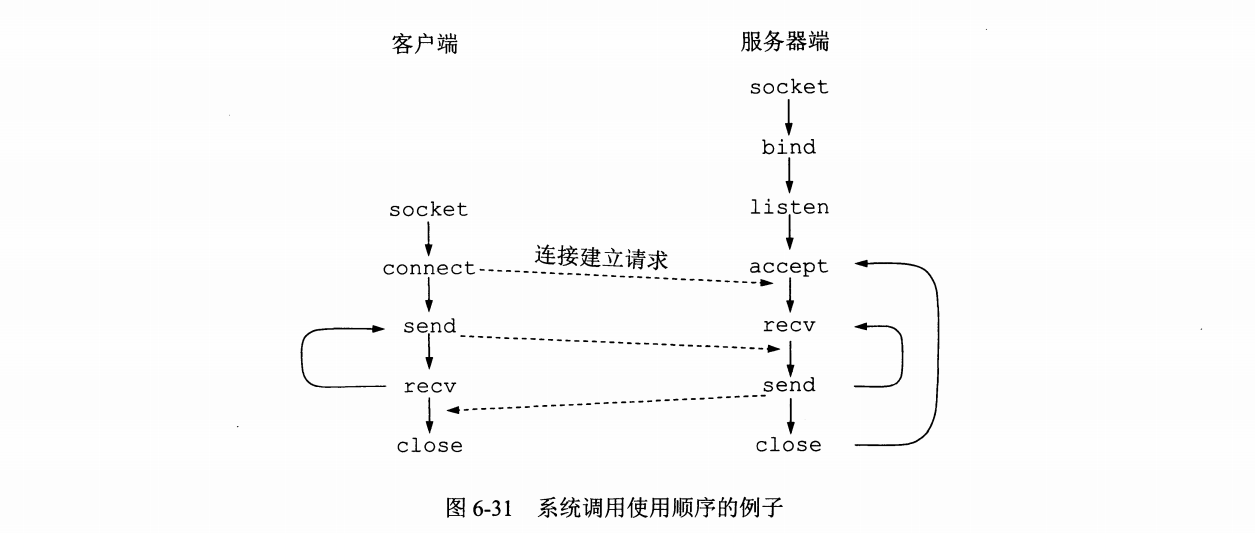 客户端 服务器端
socket
bind
socket listen
连接建立请求
connect accept
send recv
recv send
close close
图 6-31 系统调用使用顺序的例子